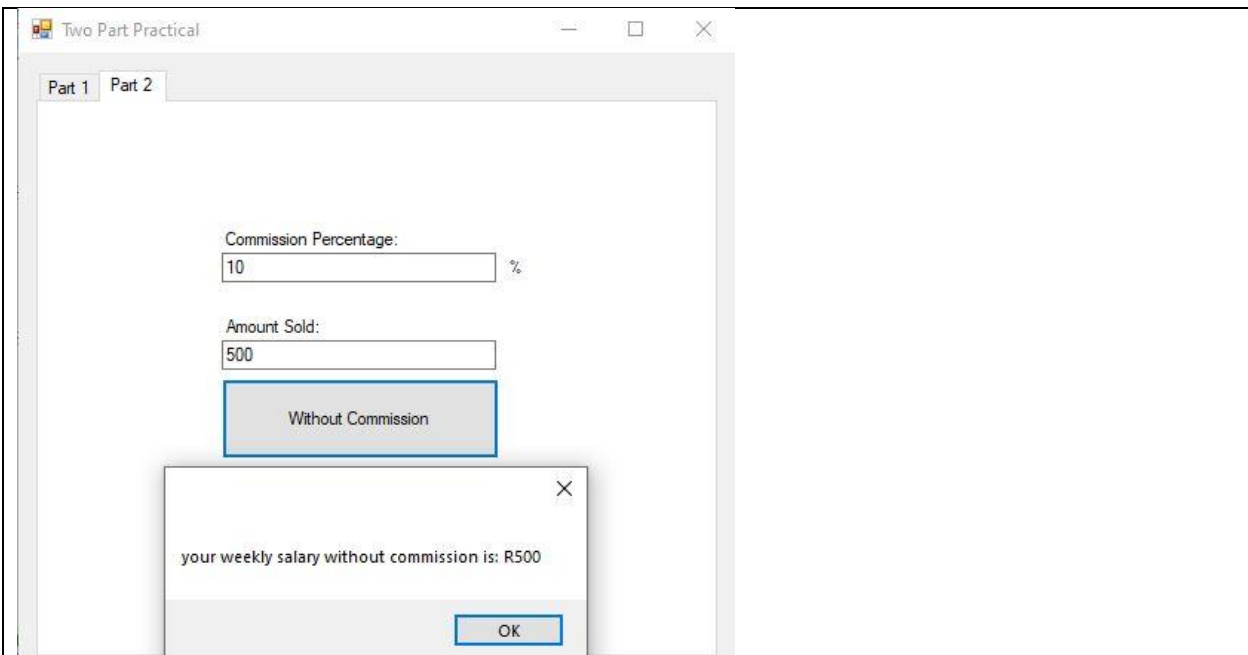 Two Part Practical
Part 1 Part 2
Commission Percentage:
10 %
Amount Sold:
500
Without Commission
your weekly salary without commission is: R500
OK